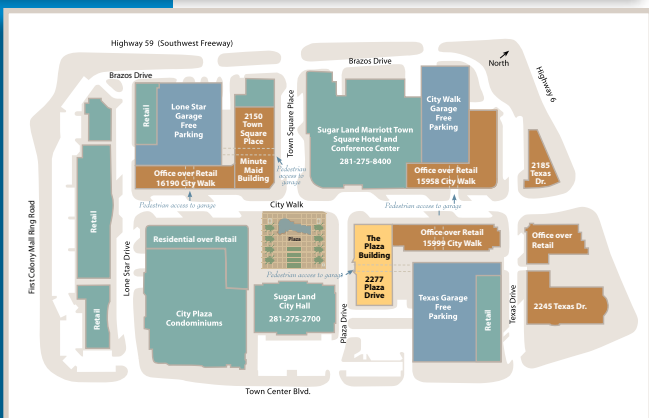 Highway 59 (Southwest Freeway)
Brazos Drive
Brazos Drive
North
Highway 6
Retail
Lone Star
Garage
Free
Parking
2150
Town
Square
Place
Minute
Maid
Building
Office over Retail
16190 City Walk
Town Square Place
Pedestrian
access to
garage
Sugar Land Marriott Town
Square Hotel and
Conference Center
281-275-8400
City Walk
Garage
Free
Parking
Office over Retail
15958 City Walk
2185
Texas
Dr.
Pedestrian access to garage
Pedestrian access to garage
City Walk
First Colony Mall Ring Road
Retail
Retail
Lone Star Drive
Residential over Retail
City Plaza
Condominiums
Plaza
Pedestrian access to garage
Sugar Land
City Hall
281-275-2700
Plaza Drive
The
Plaza
Building
2277
Plaza
Drive
Office over Retail
15999 City Walk
Texas Garage
Free
Parking
Retail
Texas Drive
Office over
Retail
2245 Texas Dr.
Town Center Blvd.